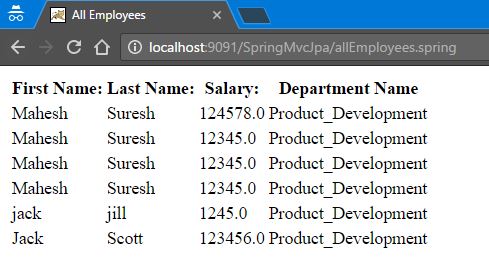 All Employees
localhost:9091/SpringMvcJpa/allEmployees.spring
First Name: Last Name: Salary: Department Name
Mahesh Suresh 124578.0 Product_Development
Mahesh Suresh 12345.0 Product_Development
Mahesh Suresh 12345.0 Product_Development
Mahesh Suresh 12345.0 Product_Development
jack jill 1245.0 Product_Development
Jack Scott 123456.0 Product_Development